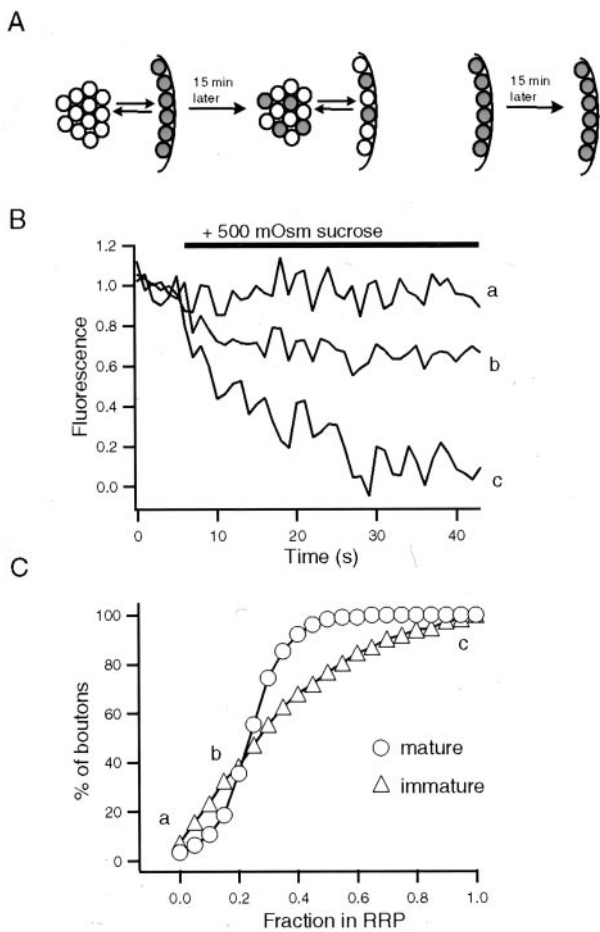 A
15 min
later
15 min
later
B
+ 500 mOsm sucrose
1.2
1.0
0.8
0.6
0.4
0.2
0.0
Fluorescence
a
b
c
0
10
20
30
40
Time (s)
C
100
80
60
40
20
0
% of boutons
a
b
c
mature
immature
0.0
0.2
0.4
0.6
0.8
1.0
Fraction in RRP